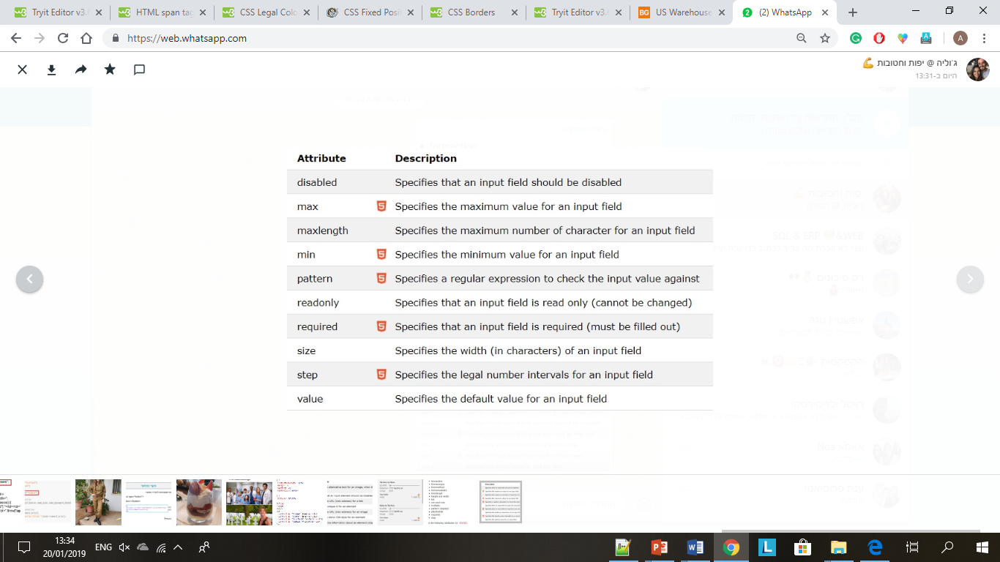 Tryit Editor v3.
HTML span tag
CSS Legal Colo
CSS Fixed Posit
CSS Borders
Tryit Editor v3.
US Warehouse
(2) WhatsApp
https://web.whatsapp.com
ג'וליה @ יפות וחטובות 💪
היום ב-13:31
Attribute Description
disabled Specifies that an input field should be disabled
max Specifies the maximum value for an input field
maxlength Specifies the maximum number of character for an input field
min Specifies the minimum value for an input field
pattern Specifies a regular expression to check the input value against
readonly Specifies that an input field is read only (cannot be changed)
required Specifies that an input field is required (must be filled out)
size Specifies the width (in characters) of an input field
step Specifies the legal number intervals for an input field
value Specifies the default value for an input field
13:34
ENG
20/01/2019